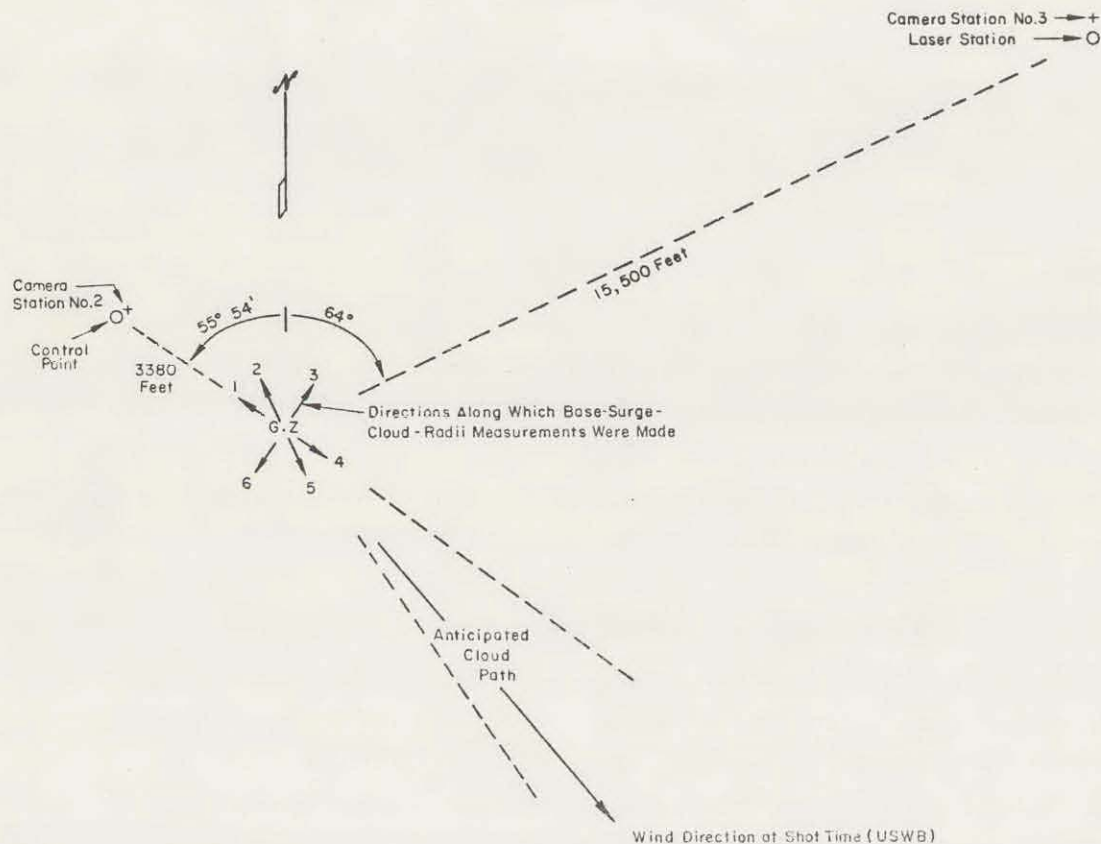 Camera Station No.3
Laser Station
N
15,500 Feet
Camera
Station No.2
55° 54'
64°
Control
Point
3380
Feet
1
2
3
Directions Along Which Base-Surge-
Cloud-Radii Measurements Were Made
G.Z
4
5
6
Anticipated
Cloud
Path
Wind Direction at Shot Time (USWB)